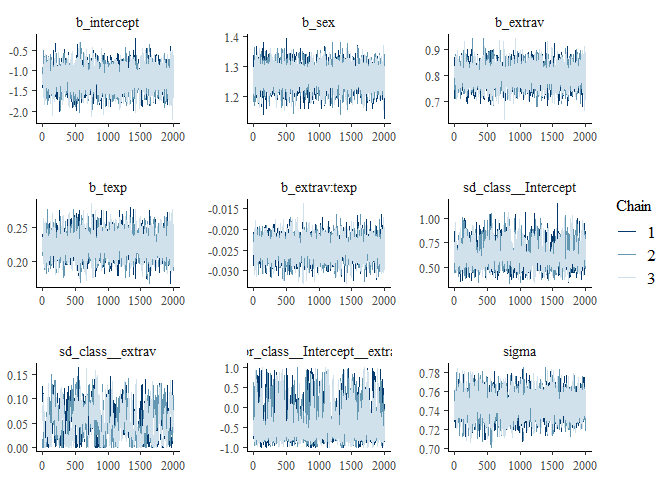 b_intercept b_sex b_extrav
-0.5 -1.0 -1.5 -2.0
1.4 1.3 1.2
0.9 0.8 0.7
0 500 1000 1500 2000 0 500 1000 1500 2000 0 500 1000 1500 2000
b_texp b_extrav:texp sd_class__Intercept
0.25 0.20
-0.015 -0.020 -0.025 -0.030
1.00 0.75 0.50
0 500 1000 1500 2000 0 500 1000 1500 2000 0 500 1000 1500 2000
Chain
1
2
3
sd_class__extrav or_class__Intercept__extra sigma
0.15 0.10 0.05 0.00
1.0 0.5 0.0 -0.5 -1.0
0.78 0.76 0.74 0.72 0.70
0 500 1000 1500 2000 0 500 1000 1500 2000 0 500 1000 1500 2000